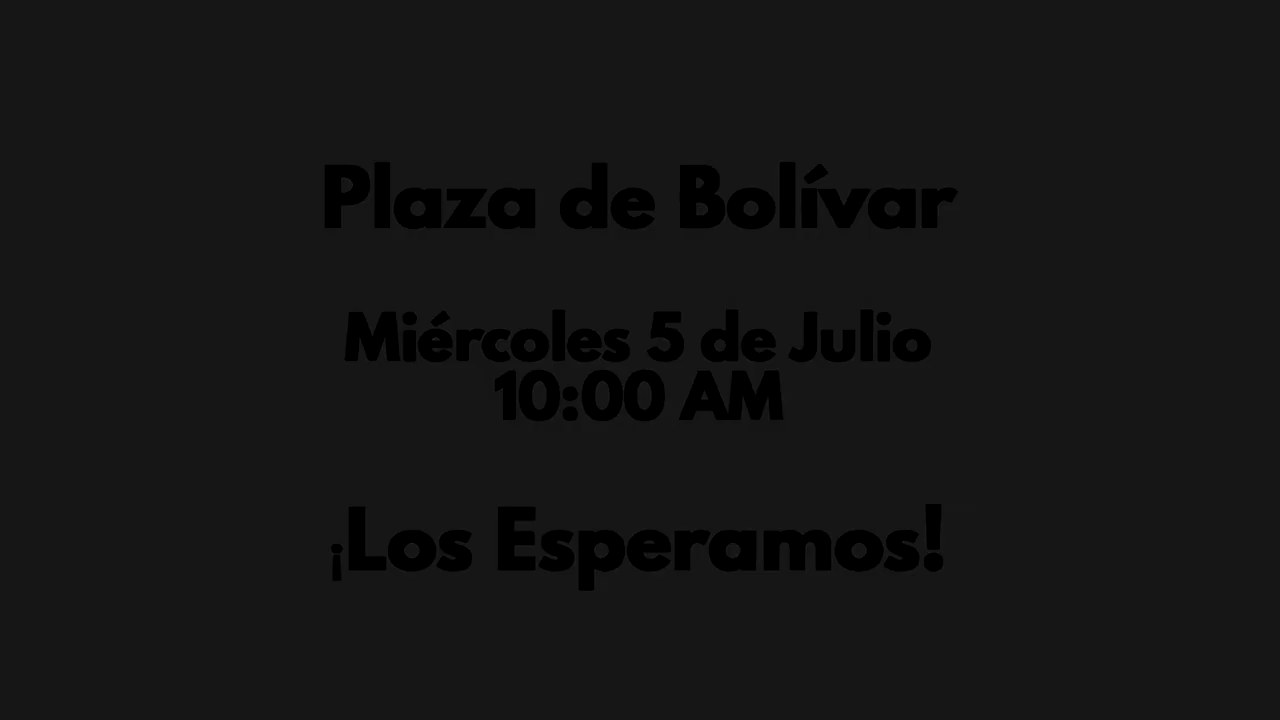 Plaza de Bolívar
Miércoles 5 de Julio
10:00 AM
¡Los Esperamos!